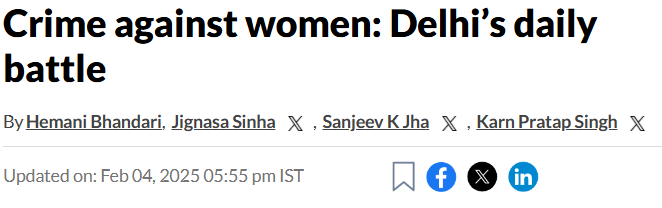 Crime against women: Delhi’s daily
battle
By Hemani Bhandari, Jignasa Sinha X , Sanjeev K Jha X , Karn Pratap Singh X
Updated on: Feb 04, 2025 05:55 pm IST f X in